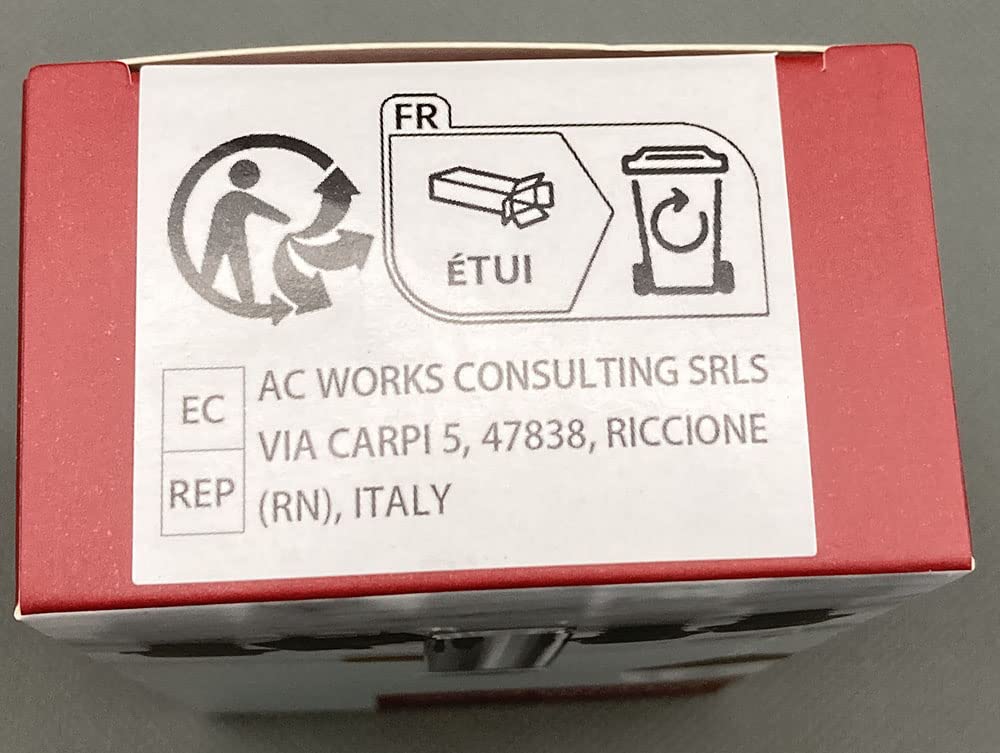 FR
ÉTUI
EC
REP
AC WORKS CONSULTING SRLS
VIA CARPI 5, 47838, RICCIONE
(RN), ITALY